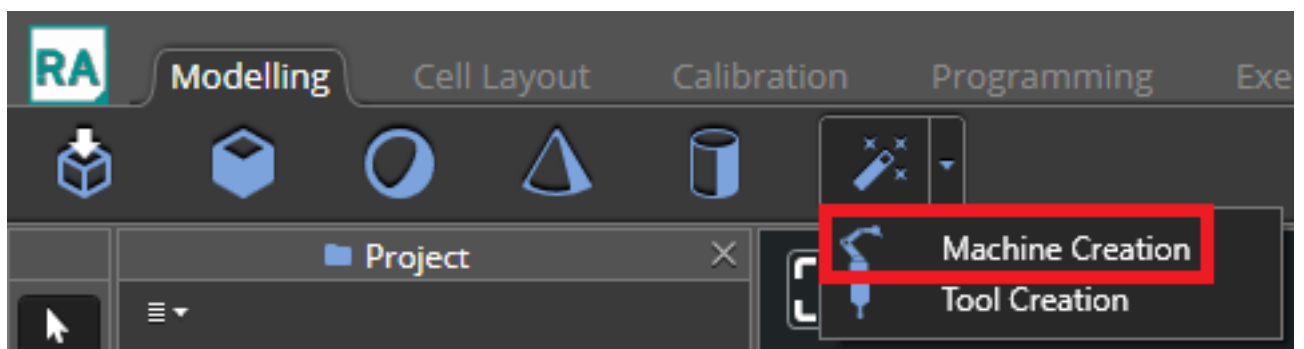 RA
Modelling Cell Layout Calibration Programming Exe
Project
Machine Creation
Tool Creation